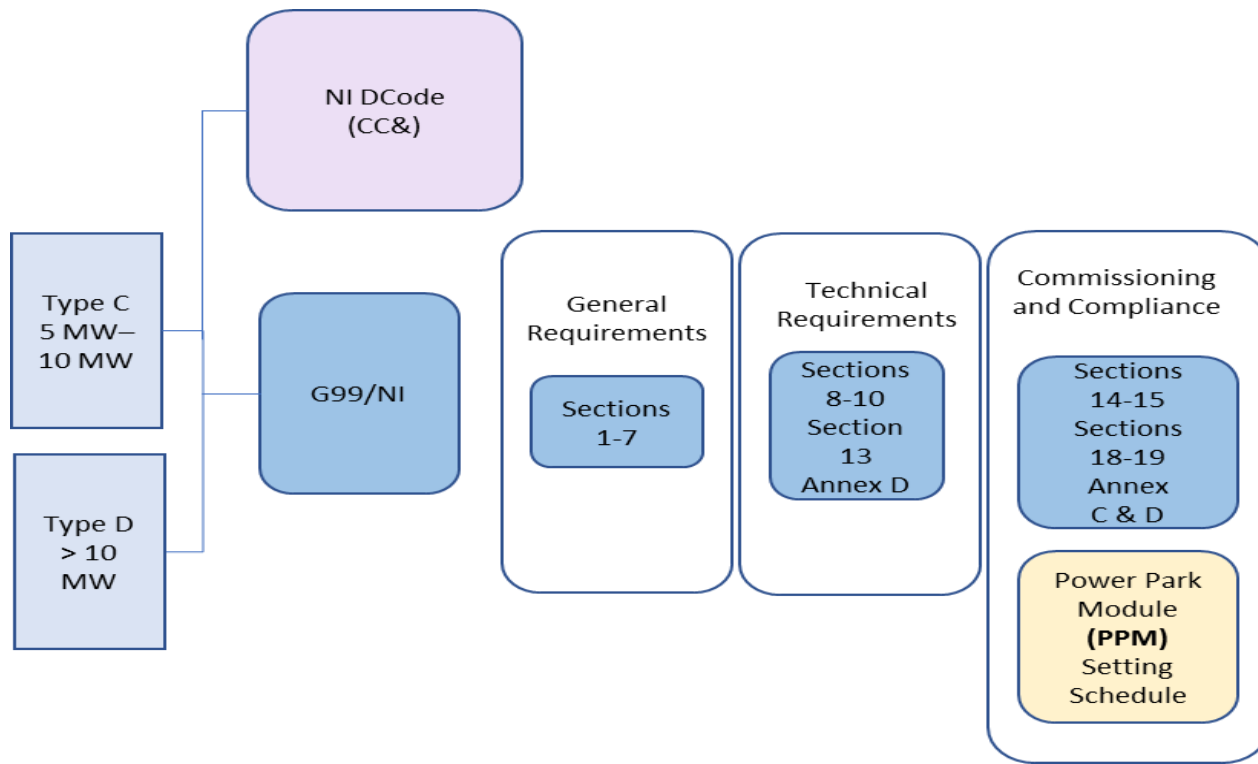 NI DCode
(CC&)
Type C
5 MW–
10 MW
Type D
> 10
MW
G99/NI
General
Requirements
Sections
1-7
Technical
Requirements
Sections
8-10
Section
13
Annex D
Commissioning
and Compliance
Sections
14-15
Sections
18-19
Annex
C & D
Power Park
Module
(PPM)
Setting
Schedule